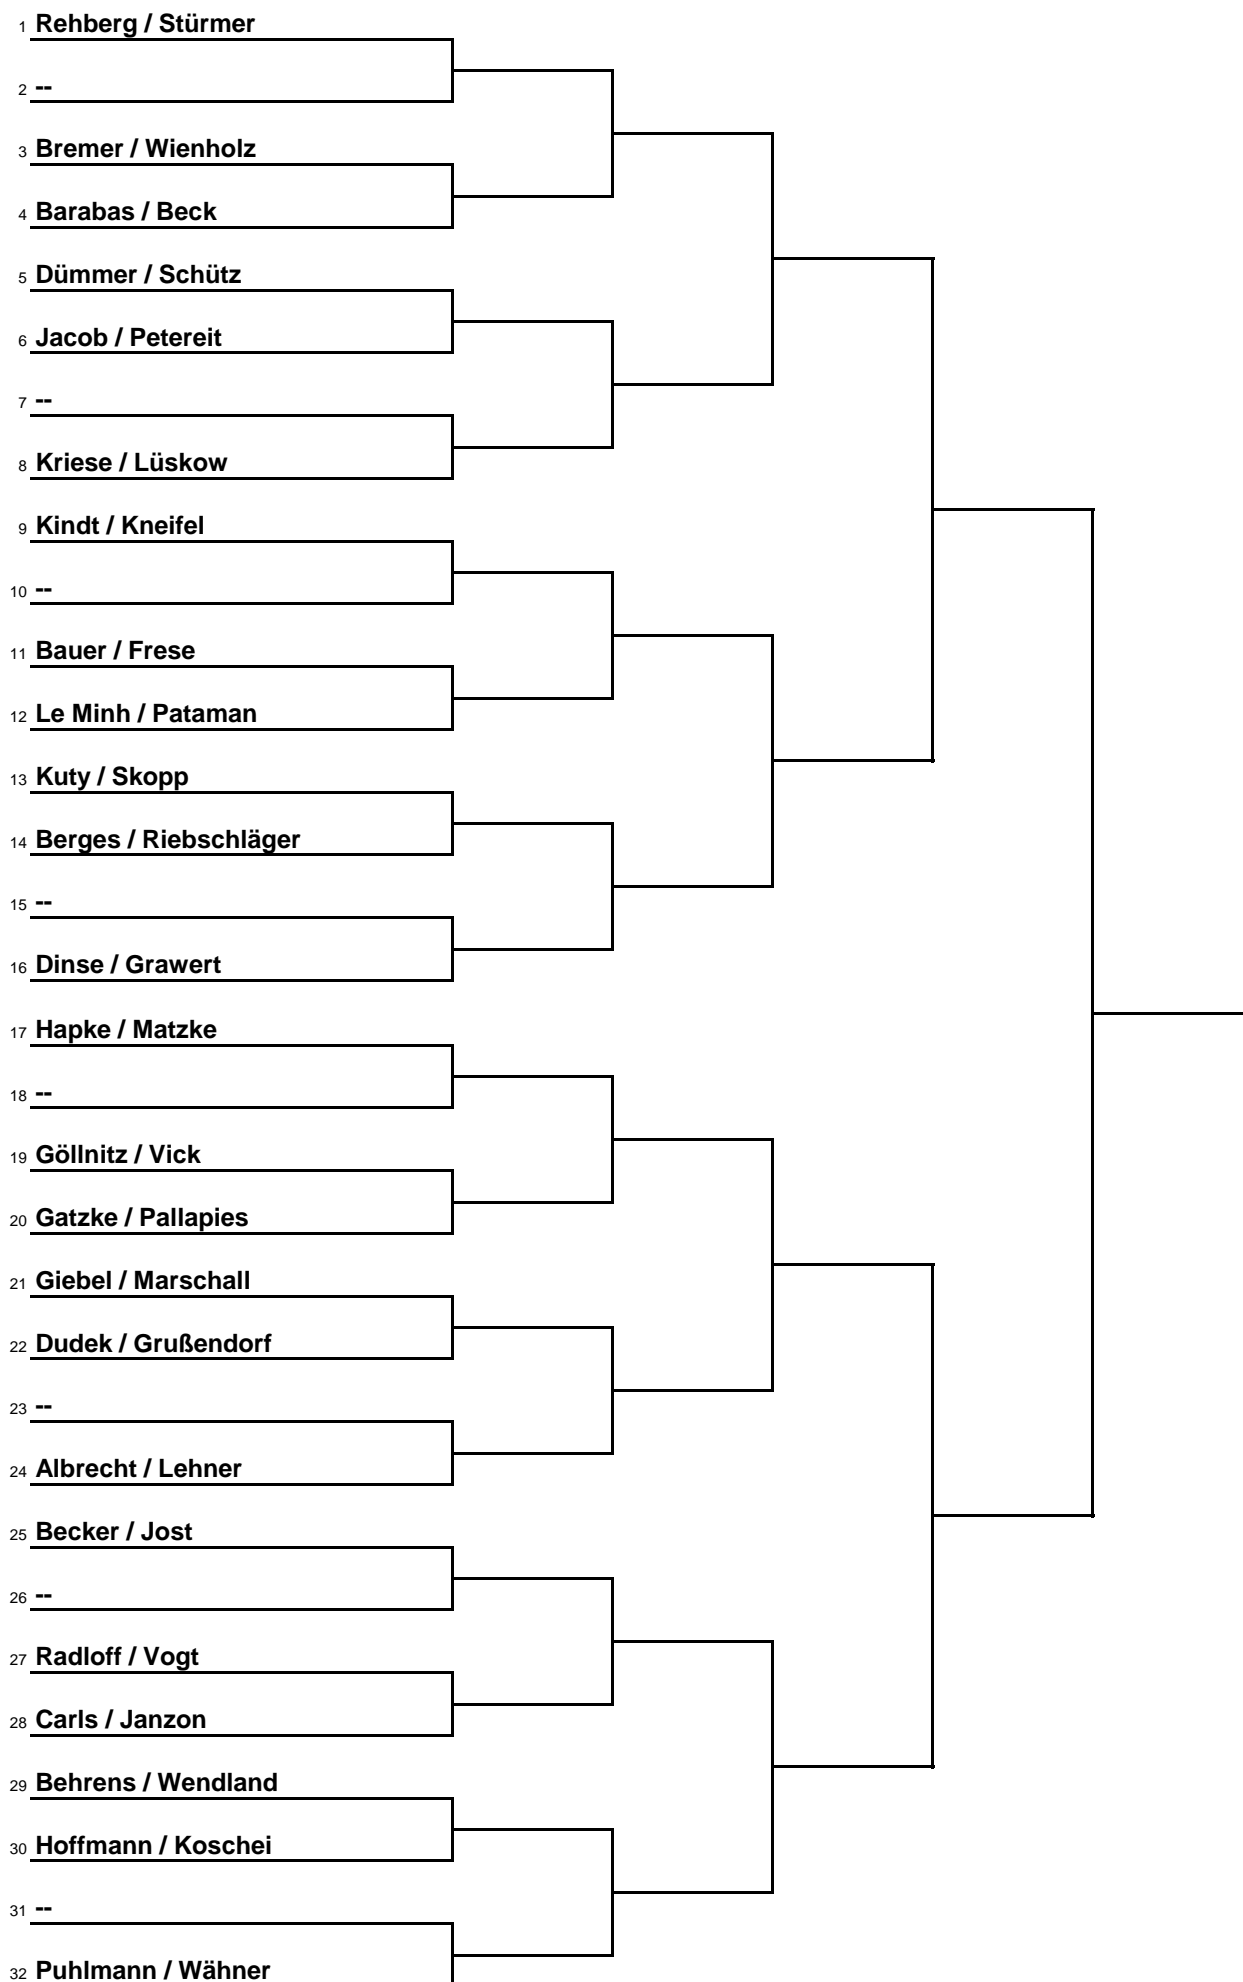 1 Rehberg / Stürmer
2 --
3 Bremer / Wienholz
4 Barabas / Beck
5 Dümmer / Schütz
6 Jacob / Petereit
7 --
8 Kriese / Lüskow
9 Kindt / Kneifel
10 --
11 Bauer / Frese
12 Le Minh / Pataman
13 Kuty / Skopp
14 Berges / Riebschläger
15 --
16 Dinse / Grawert
17 Hapke / Matzke
18 --
19 Göllnitz / Vick
20 Gatzke / Pallapies
21 Giebel / Marschall
22 Dudek / Grußendorf
23 --
24 Albrecht / Lehner
25 Becker / Jost
26 --
27 Radloff / Vogt
28 Carls / Janzon
29 Behrens / Wendland
30 Hoffmann / Koschei
31 --
32 Puhlmann / Wähner